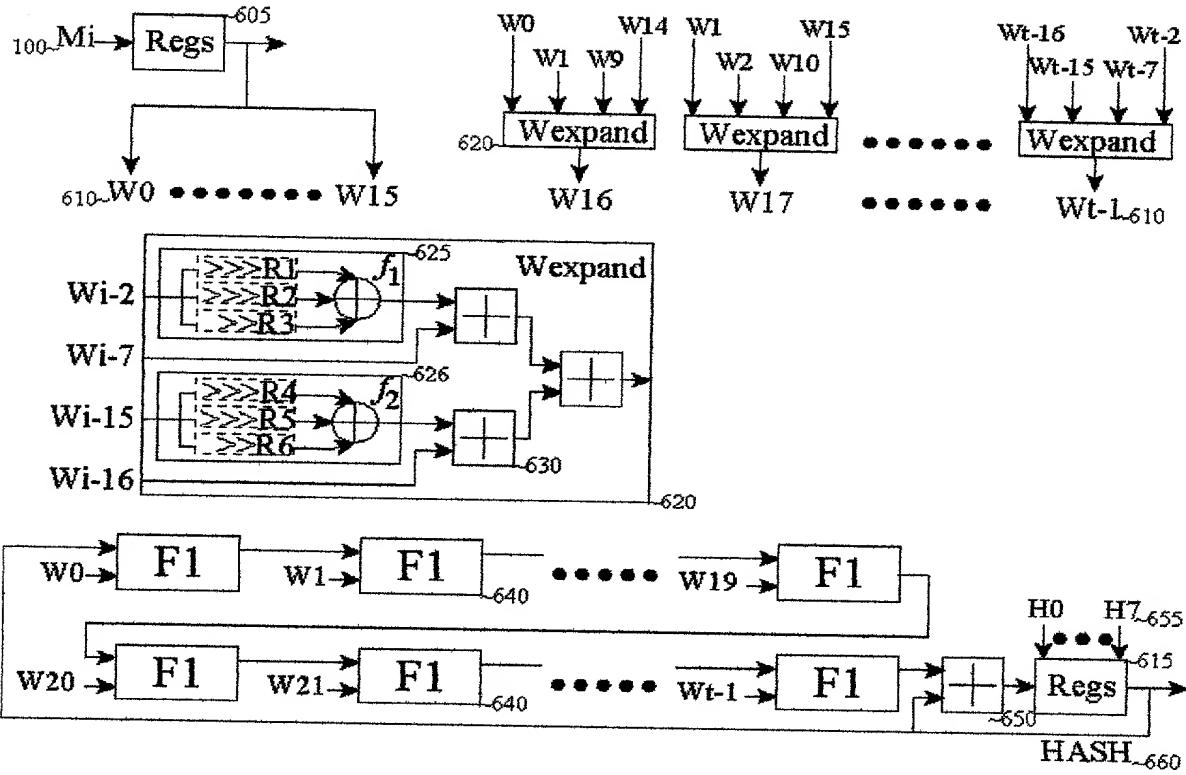 605
100 Mi Regs
610 W0 W15
W0 W14 W1 W15 Wt-16 Wt-2
W1 W9 W2 W10 Wt-15 Wt-7
620 Wexpand Wexpand Wexpand
W16 W17 Wt-1 610
625
Wexpand
Wi-2 >>>R1 f1
>>>R2
>>R3
Wi-7
626
Wi-15 >>>R4 f2
>>>R5
>>R6
630
Wi-16
620
W0 F1 W1 F1 W19 F1
640
H0 H7 655
615
W20 F1 W21 F1 Wt-1 F1 Regs
640 650
HASH 660